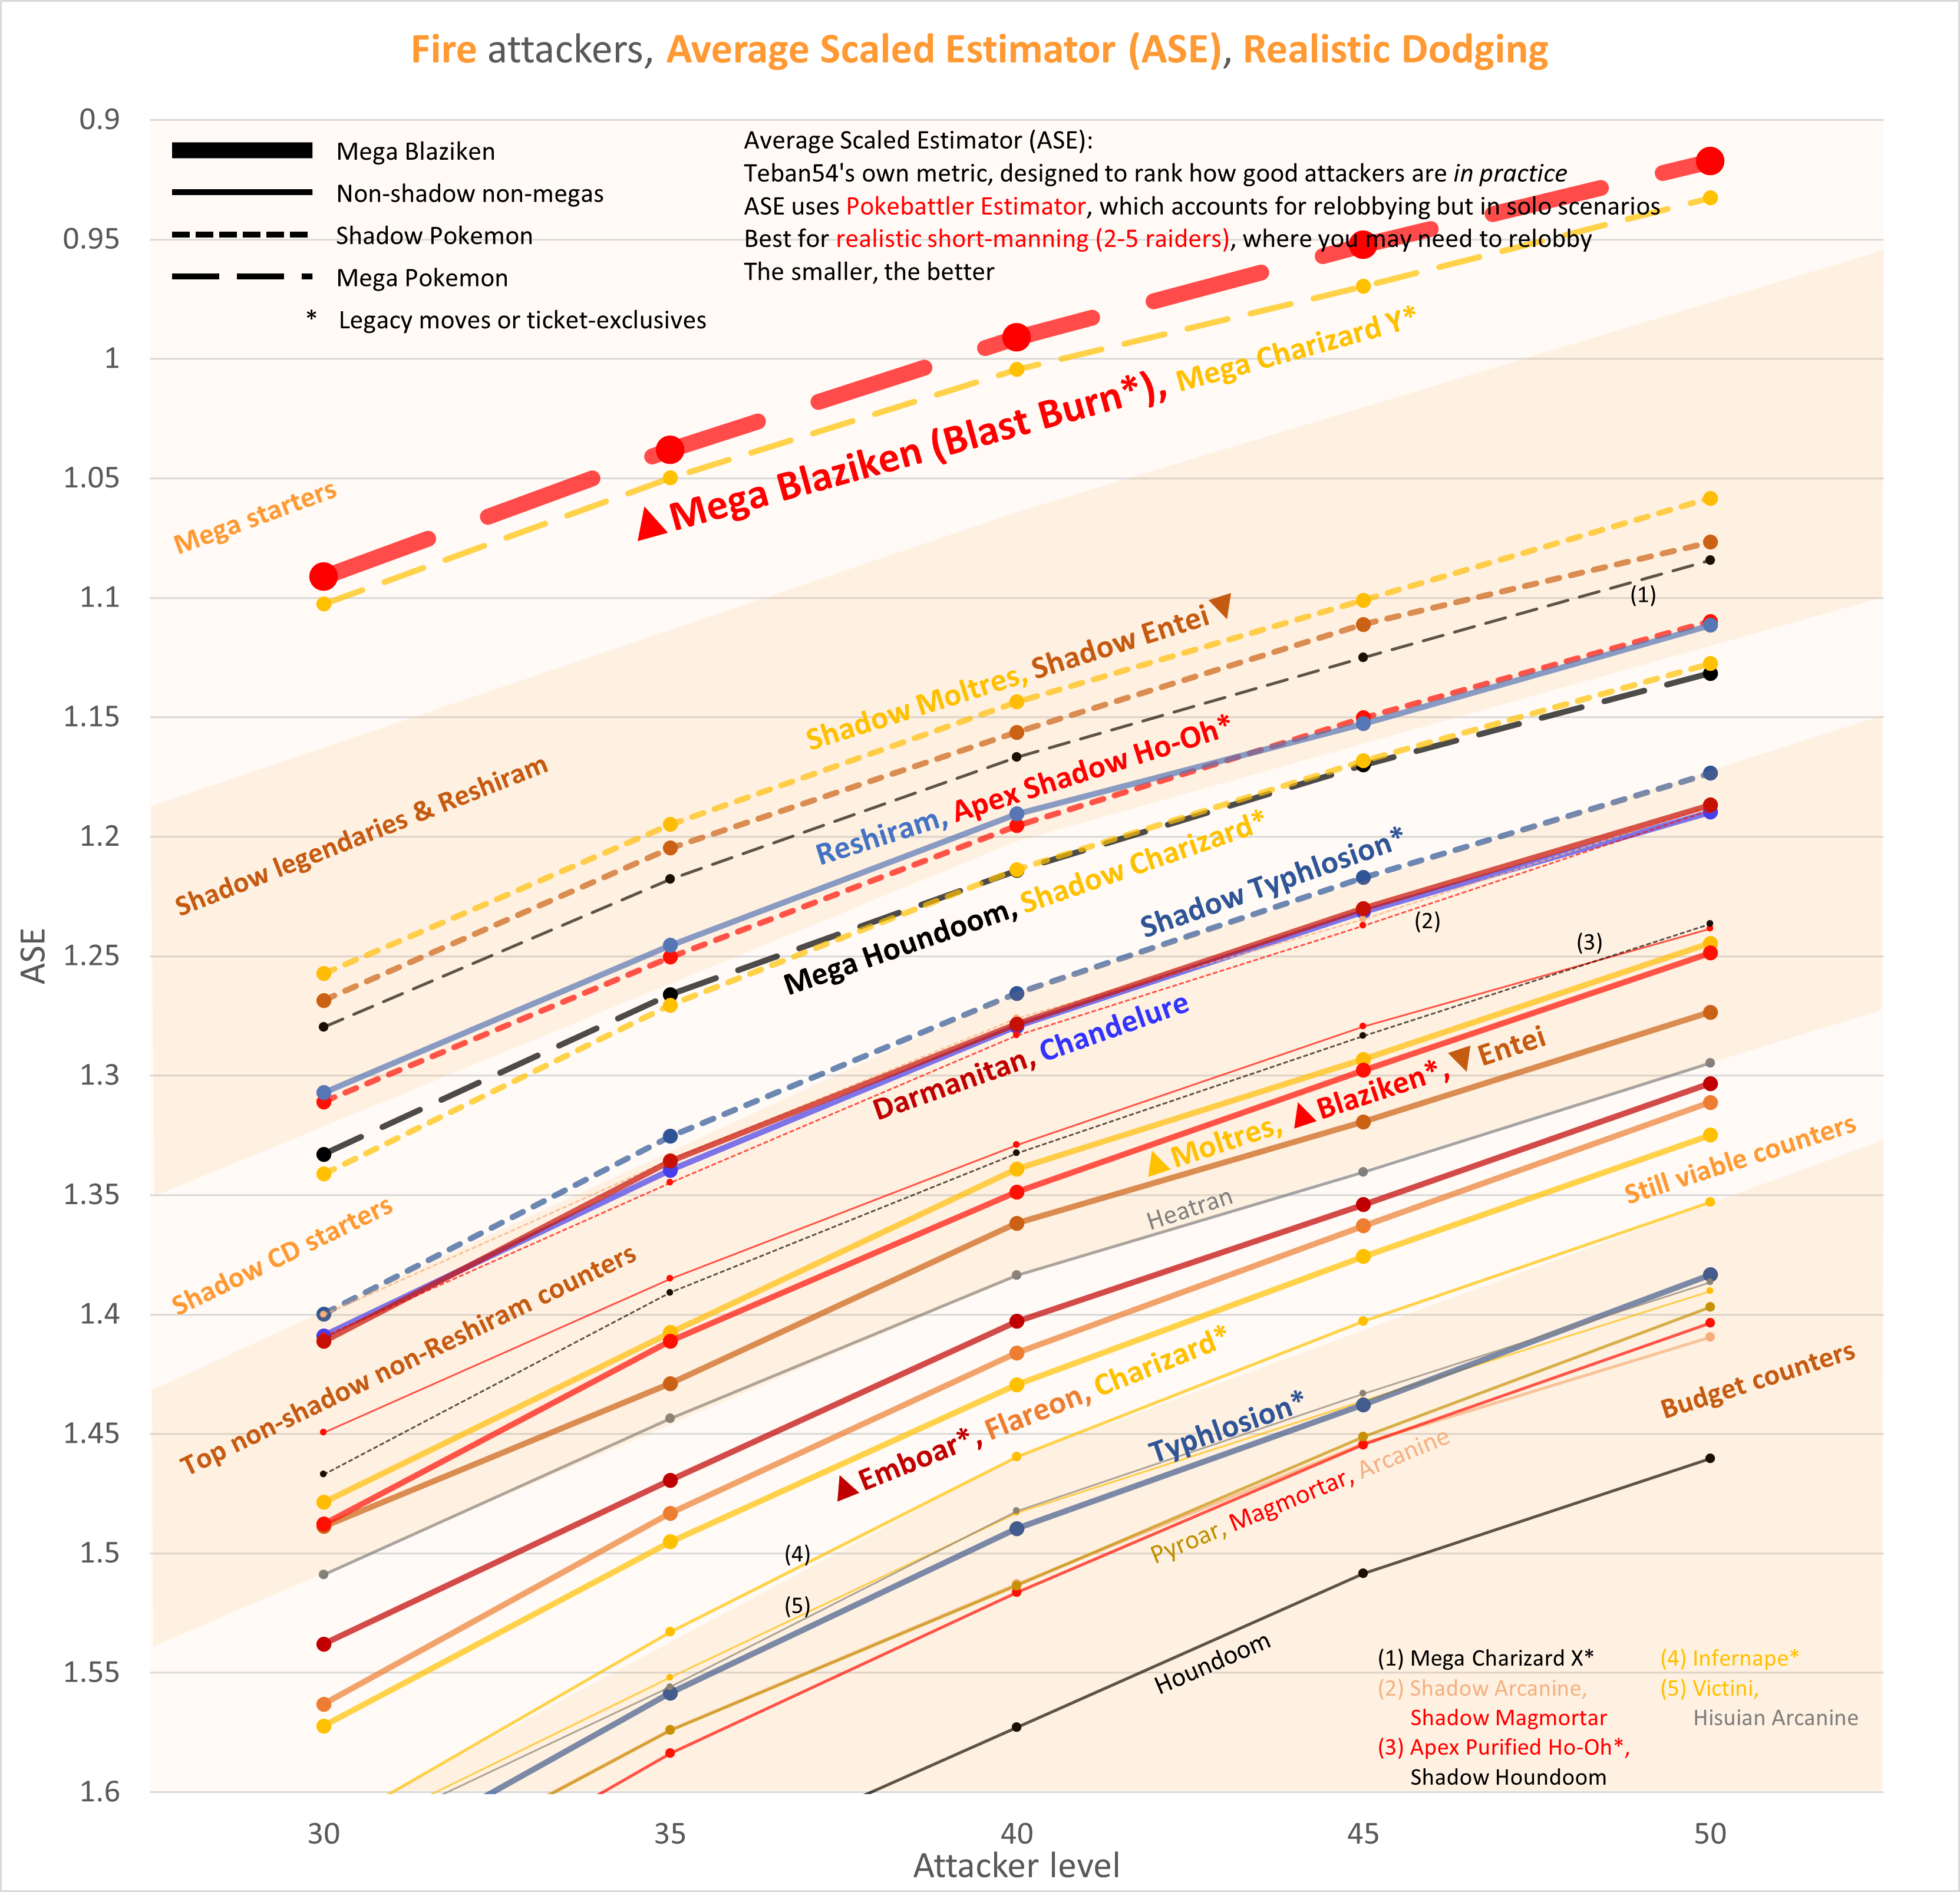 Fire attackers, Average Scaled Estimator (ASE), Realistic Dodging
0.9
0.95
1
1.05
1.1
1.15
1.2
1.25
1.3
1.35
1.4
1.45
1.5
1.55
1.6
ASE
Mega Blaziken
Non-shadow non-megas
Shadow Pokemon
Mega Pokemon
* Legacy moves or ticket-exclusives
Average Scaled Estimator (ASE):
Teban54's own metric, designed to rank how good attackers are in practice
ASE uses Pokebattler Estimator, which accounts for relobbying but in solo scenarios
Best for realistic short-manning (2-5 raiders), where you may need to relobby
The smaller, the better
Mega starters
▲Mega Blaziken (Blast Burn*), Mega Charizard Y*
Shadow legendaries & Reshiram
Shadow Moltres, Shadow Entei▼
(1)
Reshiram, Apex Shadow Ho-Oh*
Mega Houndoom, Shadow Charizard*
Shadow Typhlosion*
(2)
(3)
Darmanitan, Chandelure
▲Moltres, ▲Blaziken*, ▼Entei
Heatran
Shadow CD starters
Top non-shadow non-Reshiram counters
Still viable counters
▲Emboar*, Flareon, Charizard*
Typhlosion*
Budget counters
Pyroar, Magmortar, Arcanine
(4)
(5)
Houndoom
(1) Mega Charizard X*
(2) Shadow Arcanine,
Shadow Magmortar
(3) Apex Purified Ho-Oh*,
Shadow Houndoom
(4) Infernape*
(5) Victini,
Hisuian Arcanine
30
35
40
45
50
Attacker level